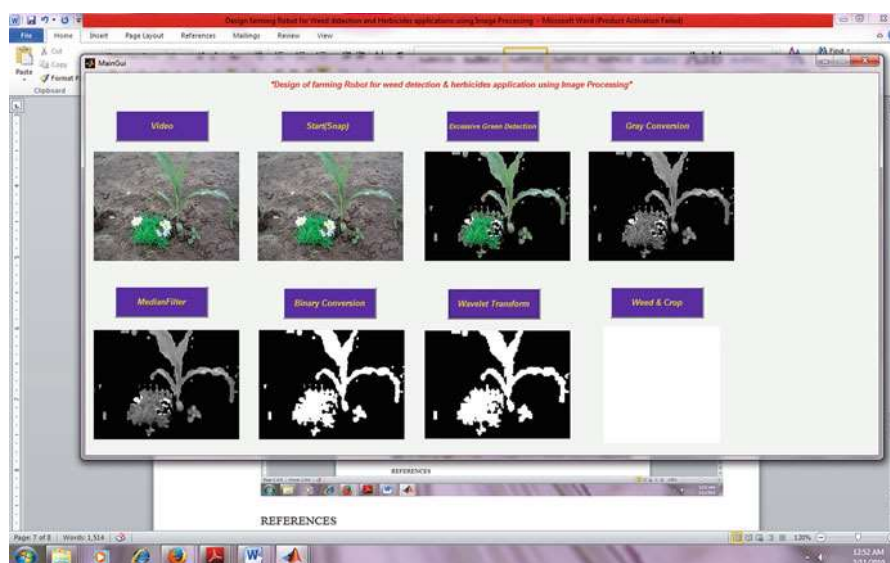 Design farming Robot for Weed detection and Herbicides applications using Image Processing - Microsoft Word (Product Activation Failed)
File Home Insert Page Layout References Mailings Review View
Cut
Copy
Format
Paste
Clipboard
Find
MainGui
"Design of farming Robot for weed detection & herbicides application using Image Processing"
Video Start(Snap) Excessive Green Detection Gray Conversion
MedianFilter Binary Conversion Wavelet Transform Weed & Crop
REFERENCES
REFERENCES
Page: 7 of 8 Words: 1,514 120%
12:52 AM